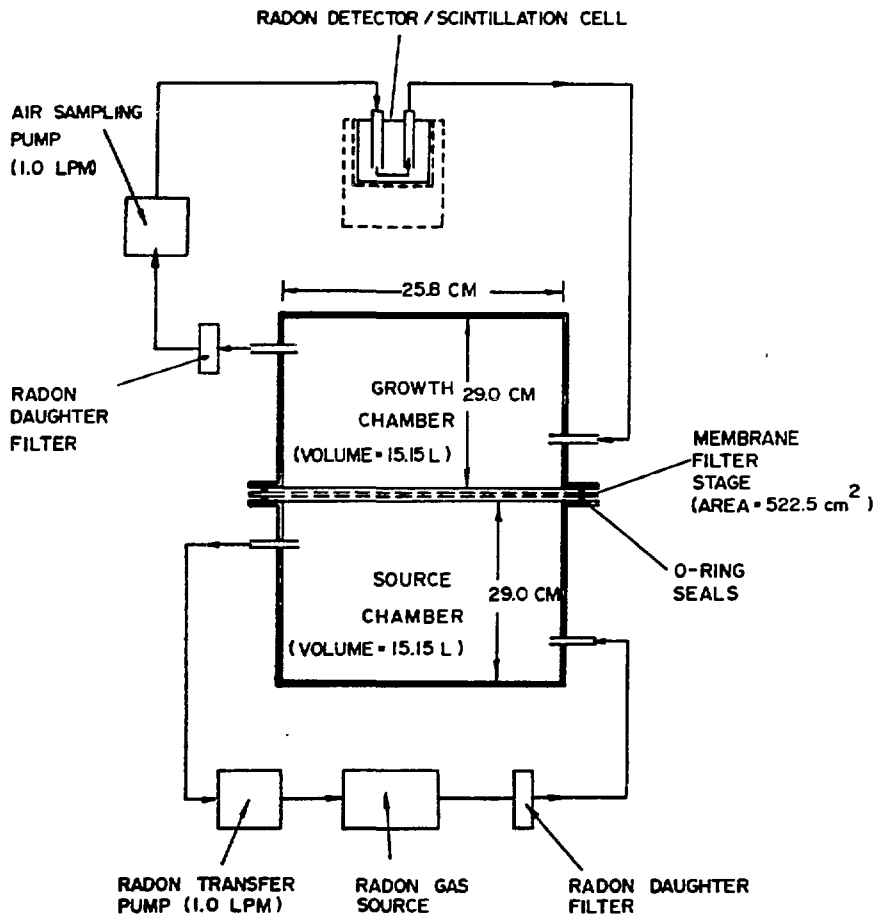 RADON DETECTOR/SCINTILLATION CELL
AIR SAMPLING
PUMP
(1.0 LPM)
25.8 CM
RADON
DAUGHTER
FILTER
GROWTH
CHAMBER
(VOLUME = 15.15 L)
29.0 CM
MEMBRANE
FILTER
STAGE
(AREA = 522.5 cm²)
O-RING
SEALS
SOURCE
CHAMBER
(VOLUME = 15.15 L)
29.0 CM
RADON TRANSFER
PUMP (1.0 LPM)
RADON GAS
SOURCE
RADON DAUGHTER
FILTER